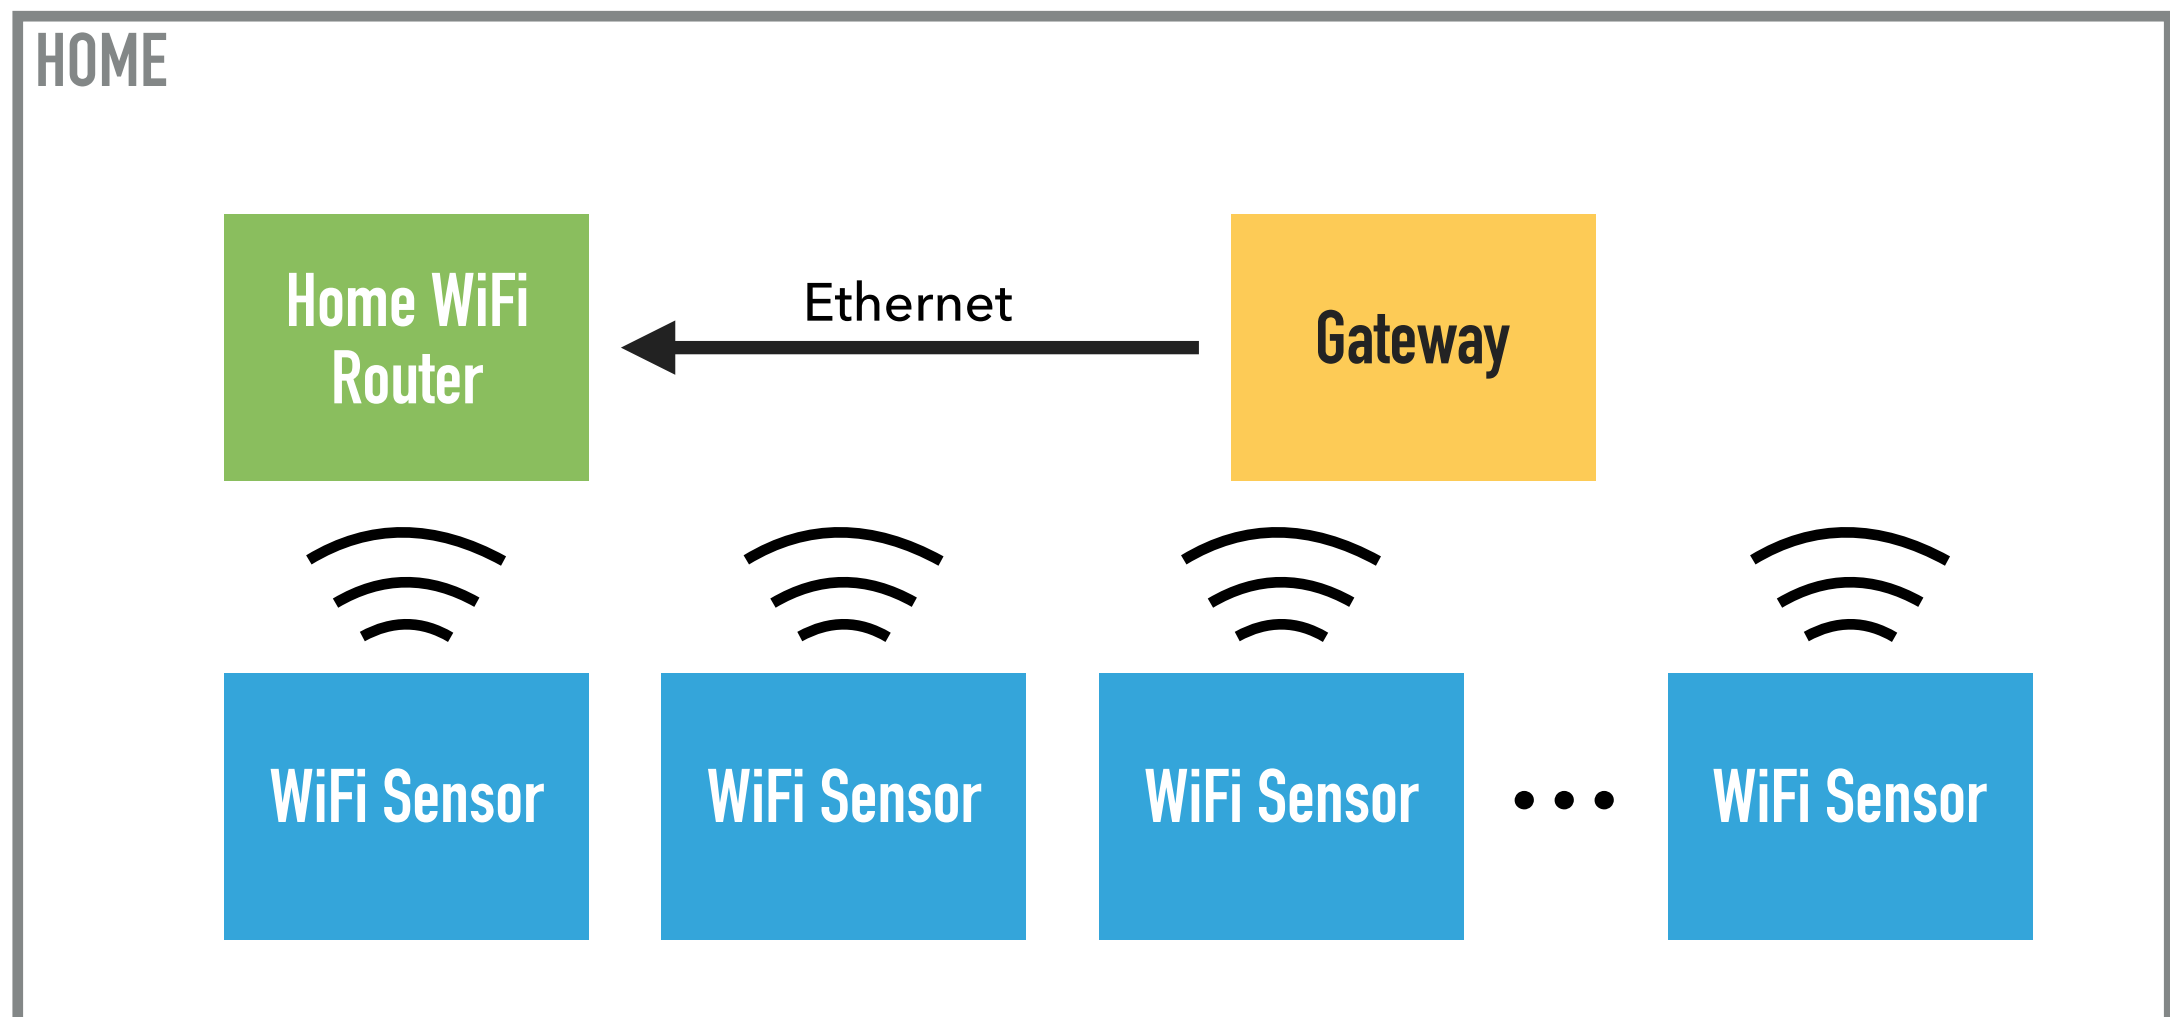 HOME
Home WiFi
Router
Ethernet
Gateway
WiFi Sensor
WiFi Sensor
WiFi Sensor
...
WiFi Sensor